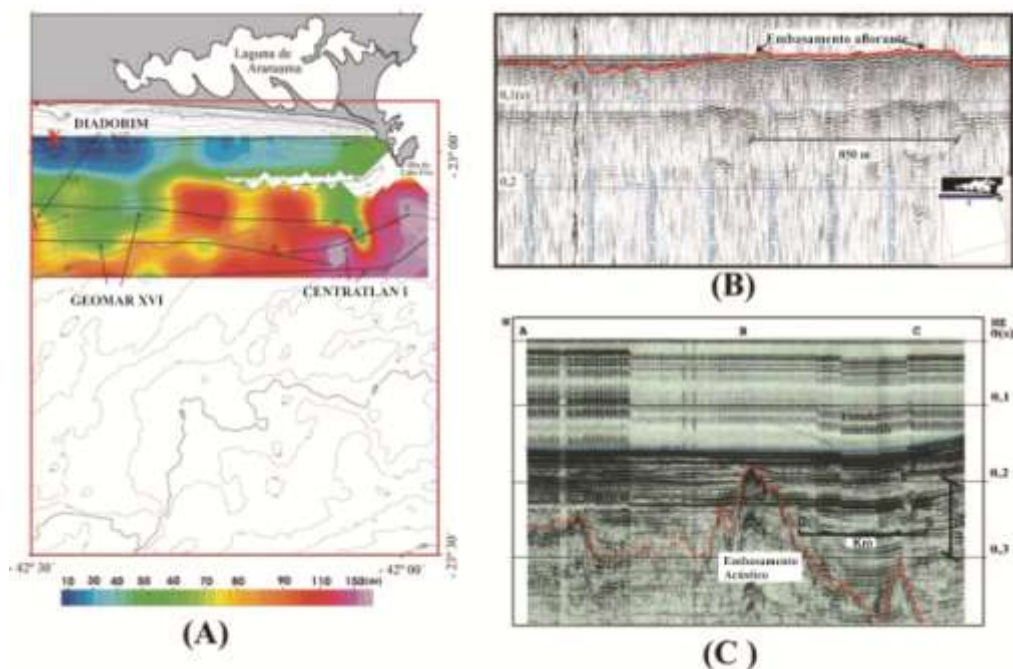 Laguna de
Araruama
DIADORIM
- 23° 00'
GEOMAR XVI
CENTRATLAN I
- 23° 30'
- 42° 30'
- 42° 00'
10 30 40 50 60 80 90 110 150
(A)
Embasamento aflorante
0,1(s)
850 m
0,2
(B)
A B C
0(s)
0,1
0,2
Km
0,3
Embasamento
Acústico
(C)